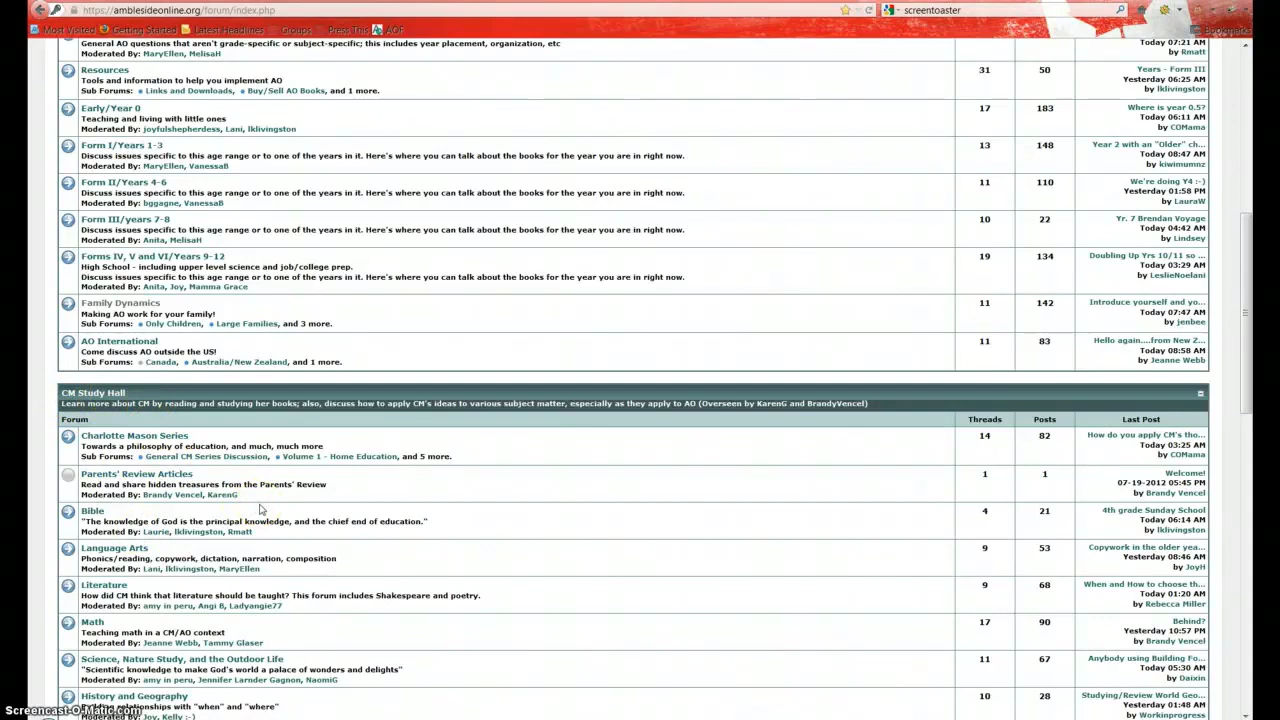 https://amblesideonline.org/forum/index.php
screentoaster
Most Visited Getting Started Latest Headlines Groups Press This AGF Bookmarks
General AO questions that aren't grade-specific or subject-specific; this includes year placement, organization, etc
Moderated By: MaryEllen, MelisaH
Today 07:21 AM
by Rmatt
Resources
Tools and information to help you implement AO
Sub Forums: Links and Downloads, Buy/Sell AO Books, and 1 more.
31 50
Years - Form III
Yesterday 06:25 AM
by lklivingston
Early/Year 0
Teaching and living with little ones
Moderated By: joyfulshepherdess, Lani, lklivingston
17 183
Where is year 0.5?
Today 06:11 AM
by COMama
Form I/Years 1-3
Discuss issues specific to this age range or to one of the years in it. Here's where you can talk about the books for the year you are in right now.
Moderated By: MaryEllen, VanessaB
13 148
Year 2 with an "Older" ch...
Today 08:47 AM
by kiwimumnz
Form II/Years 4-6
Discuss issues specific to this age range or to one of the years in it. Here's where you can talk about the books for the year you are in right now.
Moderated By: bggagne, VanessaB
11 110
We're doing Y4 :-)
Yesterday 01:58 PM
by LauraW
Form III/years 7-8
Discuss issues specific to this age range or to one of the years in it. Here's where you can talk about the books for the year you are in right now.
Moderated By: Anita, MelisaH
10 22
Yr. 7 Brendan Voyage
Today 04:42 AM
by Lindsey
Forms IV, V and VI/Years 9-12
High School - including upper level science and job/college prep.
Discuss issues specific to this age range or to one of the years in it. Here's where you can talk about the books for the year you are in right now.
Moderated By: Anita, Joy, Mamma Grace
19 134
Doubling Up Yrs 10/11 so ...
Today 03:29 AM
by LeslieNoelani
Family Dynamics
Making AO work for your family!
Sub Forums: Only Children, Large Families, and 3 more.
11 142
Introduce yourself and yo...
Today 07:47 AM
by jenbee
AO International
Come discuss AO outside the US!
Sub Forums: Canada, Australia/New Zealand, and 1 more.
11 83
Hello again....from New Z...
Today 08:58 AM
by Jeanne Webb
CM Study Hall
Learn more about CM by reading and studying her books; also, discuss how to apply CM's ideas to various subject matter, especially as they apply to AO (Overseen by KarenG and BrandyVencel)
Forum Threads Posts Last Post
Charlotte Mason Series
Towards a philosophy of education, and much, much more
Sub Forums: General CM Series Discussion, Volume 1 - Home Education, and 5 more.
14 82
How do you apply CM's tho...
Today 03:25 AM
by COMama
Parents' Review Articles
Read and share hidden treasures from the Parents' Review
Moderated By: Brandy Vencel, KarenG
1 1
Welcome!
07-19-2012 05:45 PM
by Brandy Vencel
Bible
"The knowledge of God is the principal knowledge, and the chief end of education."
Moderated By: Laurie, lklivingston, Rmatt
4 21
4th grade Sunday School
Today 06:14 AM
by lklivingston
Language Arts
Phonics/reading, copywork, dictation, narration, composition
Moderated By: Lani, lklivingston, MaryEllen
9 53
Copywork in the older yea...
Yesterday 08:46 AM
by JoyH
Literature
How did CM think that literature should be taught? This forum includes Shakespeare and poetry.
Moderated By: amy in peru, Angi B, Ladyangie77
9 68
When and How to choose th...
Today 01:20 AM
by Rebecca Miller
Math
Teaching math in a CM/AO context
Moderated By: Jeanne Webb, Tammy Glaser
17 90
Behind?
Yesterday 10:57 PM
by Brandy Vencel
Science, Nature Study, and the Outdoor Life
"Scientific knowledge to make God's world a palace of wonders and delights"
Moderated By: amy in peru, Jennifer Larnder Gagnon, NaomiG
11 67
Anybody using Building Fo...
Today 05:30 AM
by Daixin
History and Geography
Building relationships with "when" and "where"
Moderated By: Joy, Kelly :-)
10 28
Studying/Review World Geo...
Yesterday 01:48 AM
by Workinprogress
Screencast-O-Matic.com